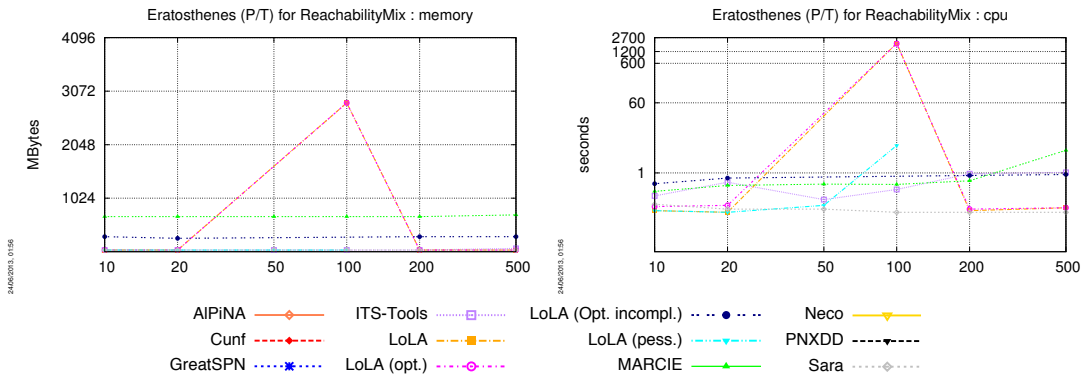 Eratosthenes (P/T) for ReachabilityMix : memory
4096
3072
2048
1024
MBytes
10 20 50 100 200 500
24/06/2013, 01:56
Eratosthenes (P/T) for ReachabilityMix : cpu
2700
1200
600
60
1
seconds
10 20 50 100 200 500
24/06/2013, 01:56
AlPiNA ITS-Tools LoLA (Opt. incompl.) Neco
Cunf LoLA LoLA (pess.) PNXDD
GreatSPN LoLA (opt.) MARCIE Sara